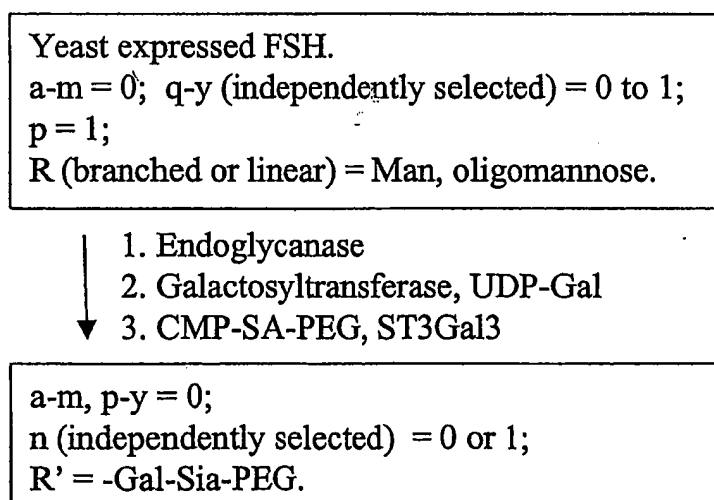 Yeast expressed FSH.
a-m = 0; q-y (independently selected) = 0 to 1;
p = 1;
R (branched or linear) = Man, oligomannose.
1. Endoglycanase
2. Galactosyltransferase, UDP-Gal
3. CMP-SA-PEG, ST3Gal3
a-m, p-y = 0;
n (independently selected) = 0 or 1;
R' = -Gal-Sia-PEG.